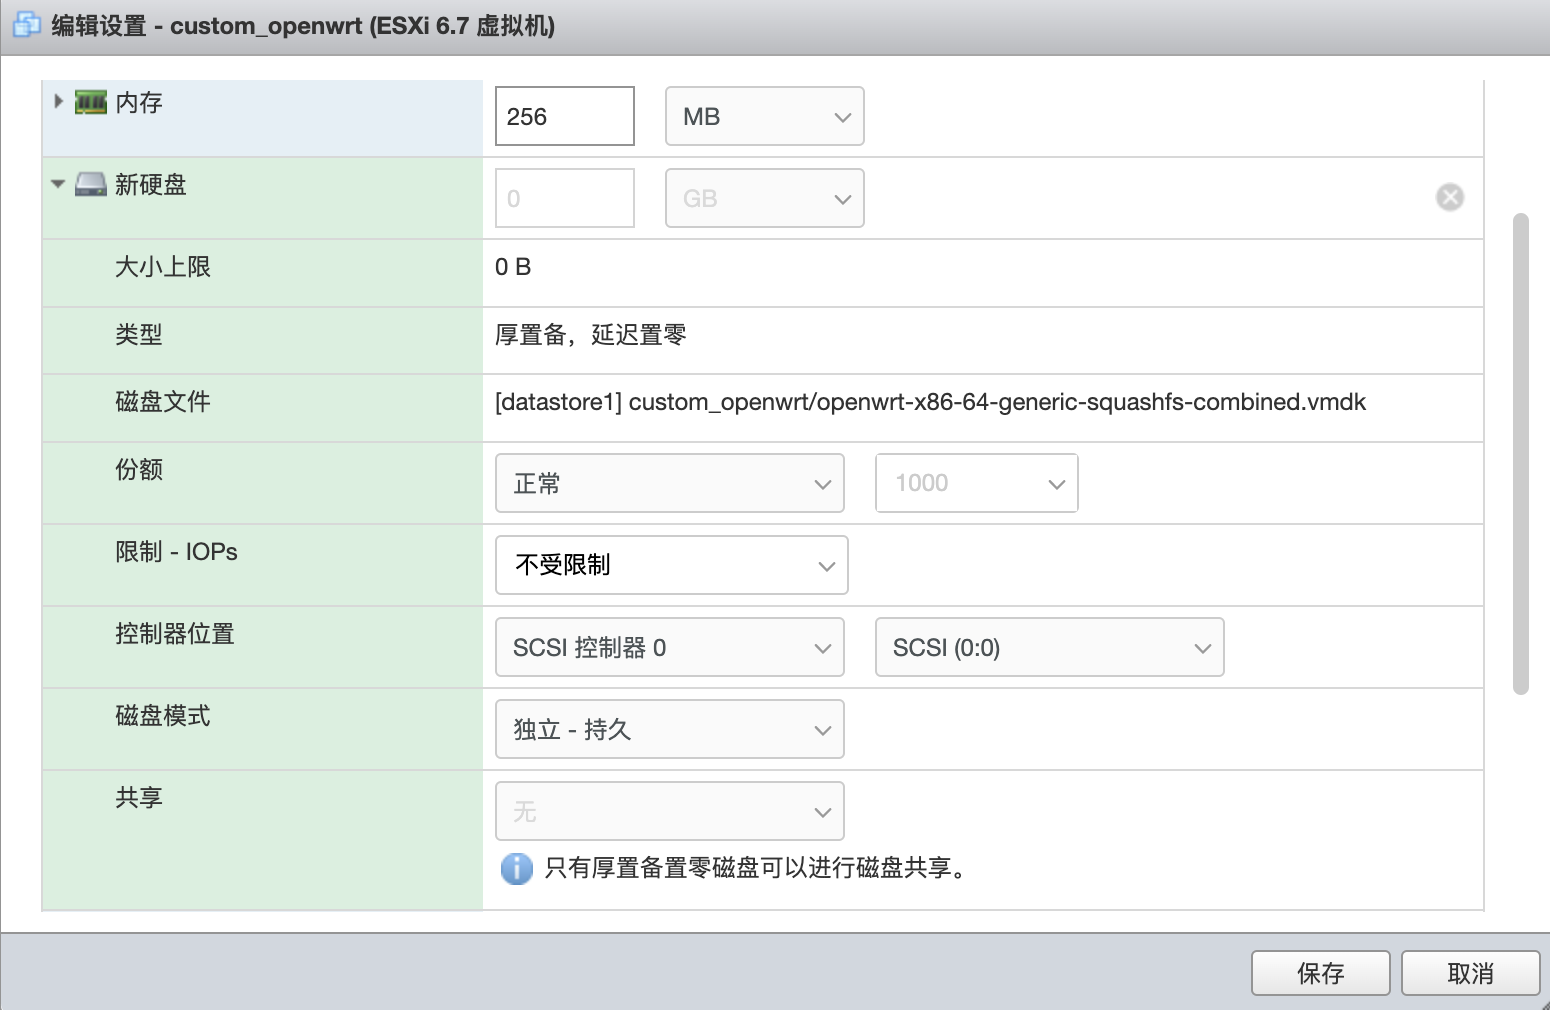 编辑设置 - custom_openwrt (ESXi 6.7 虚拟机)
内存 256 MB
新硬盘 0 GB
大小上限 0 B
类型 厚置备，延迟置零
磁盘文件 [datastore1] custom_openwrt/openwrt-x86-64-generic-squashfs-combined.vmdk
份额 正常 1000
限制 - IOPs 不受限制
控制器位置 SCSI 控制器 0 SCSI (0:0)
磁盘模式 独立 - 持久
共享 无
只有厚置备置零磁盘可以进行磁盘共享。
保存 取消